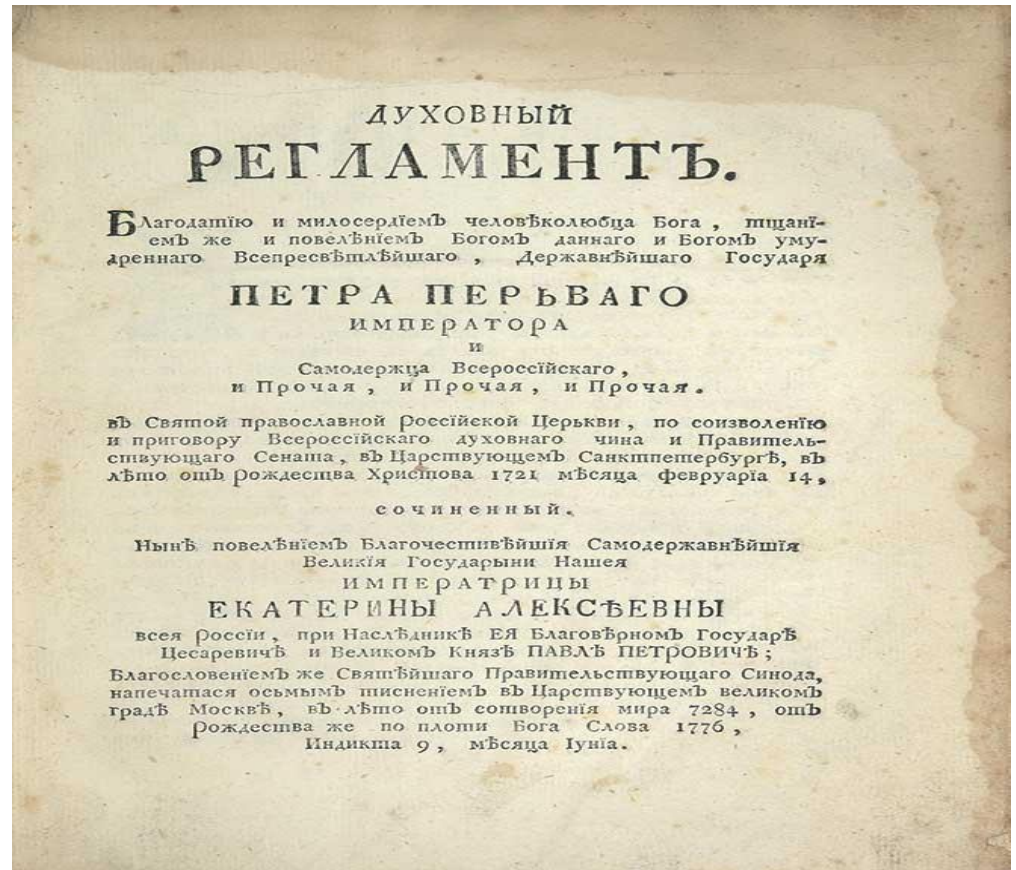 ДУХОВНЫЙ
РЕГЛАМЕНТЪ.
Благодатїю и милосердїемЪ человѣколюбца Бога , тщанї-
емЪ же и повелѣнїемЪ БогомЪ даннаго и БогомЪ уму-
дреннаго Всепресвѣтлѣйшаго , Державнѣйшаго Государя
ПЕТРА ПЕРЬВАГО
ИМПЕРАТОРА
И
Самодержца Всероссїйскаго ,
и Прочая , и Прочая , и Прочая .
вЪ Святой православной Россїйской Церькви , по соизволенїю
и приговору Всероссїйскаго духовнаго чина и Правитель-
ствующаго Сената , вЪ ЦарствующемЪ Санктпетербургѣ, вЪ
лѣто отЪ рождества Христова 1721 мѣсяца февруарїа 14,
сочиненный.
Нынѣ повелѣнїемЪ Благочестивѣйшїя Самодержавнѣйшїя
Великїя Государыни Нашея
ИМПЕРАТРИЦЫ
ЕКАТЕРИНЫ АЛЕКСѢЕВНЫ
всея Россїи , при Наслѣдникѣ ЕЯ БлаговѣрномЪ Государѣ
Цесаревичѣ и ВеликомЪ Князѣ ПАВЛѢ ПЕТРОВИЧѢ ;
БлагословенїемЪ же Святѣйшаго Правительствующаго Синода,
напечатася осьмымЪ тисненїемЪ вЪ ЦарствующемЪ великомЪ
градѣ Москвѣ , вЪ лѣто отЪ сотворенїя мира 7284 , отЪ
Рождества же по плоти Бога Слова 1776 ,
Индикта 9 , мѣсяца Іунїа.